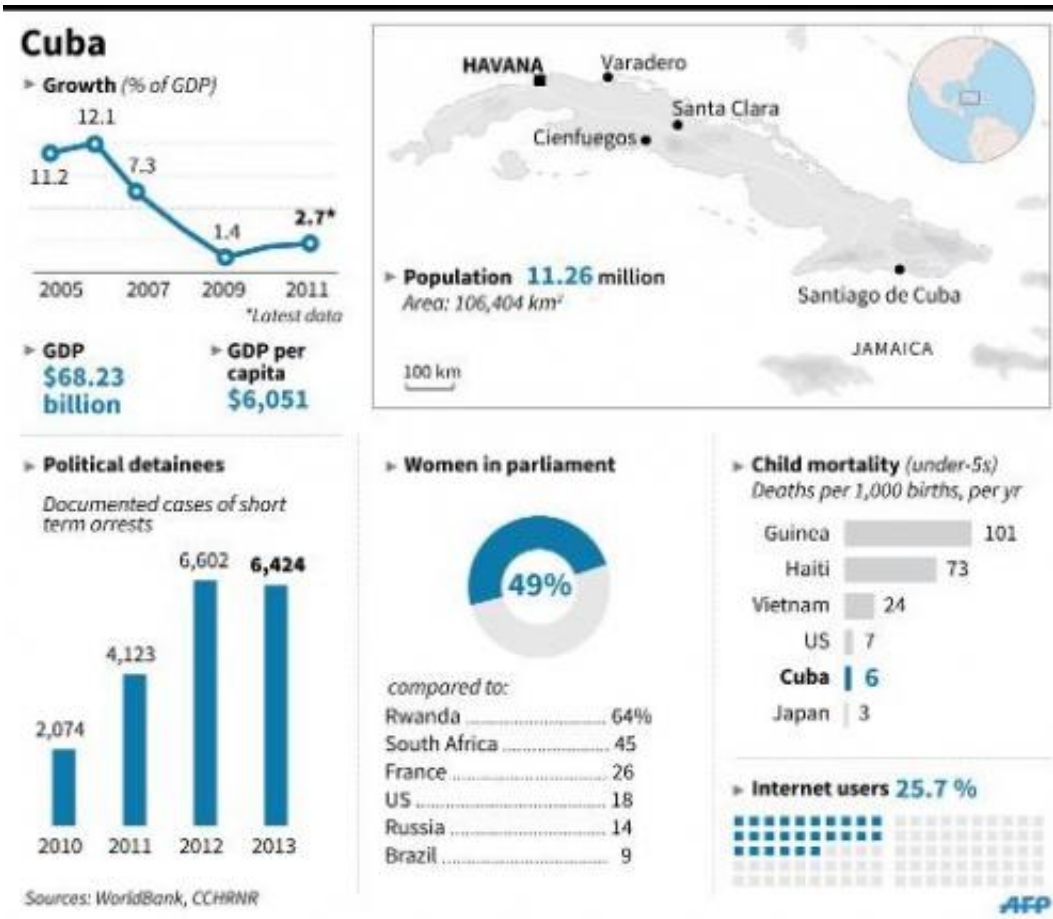 Cuba
Growth (% of GDP)
12.1
11.2
7.3
1.4
2.7*
2005 2007 2009 2011
*Latest data
GDP
$68.23
billion
GDP per
capita
$6,051
HAVANA
Varadero
Santa Clara
Cienfuegos
Population 11.26 million
Area: 106,404 km²
Santiago de Cuba
JAMAICA
100 km
Political detainees
Documented cases of short
term arrests
2,074
4,123
6,602
6,424
2010 2011 2012 2013
Women in parliament
49%
compared to:
Rwanda 64%
South Africa 45
France 26
US 18
Russia 14
Brazil 9
Child mortality (under-5s)
Deaths per 1,000 births, per yr
Guinea 101
Haiti 73
Vietnam 24
US 7
Cuba 6
Japan 3
Internet users 25.7 %
Sources: WorldBank, CCHRNR
AFP